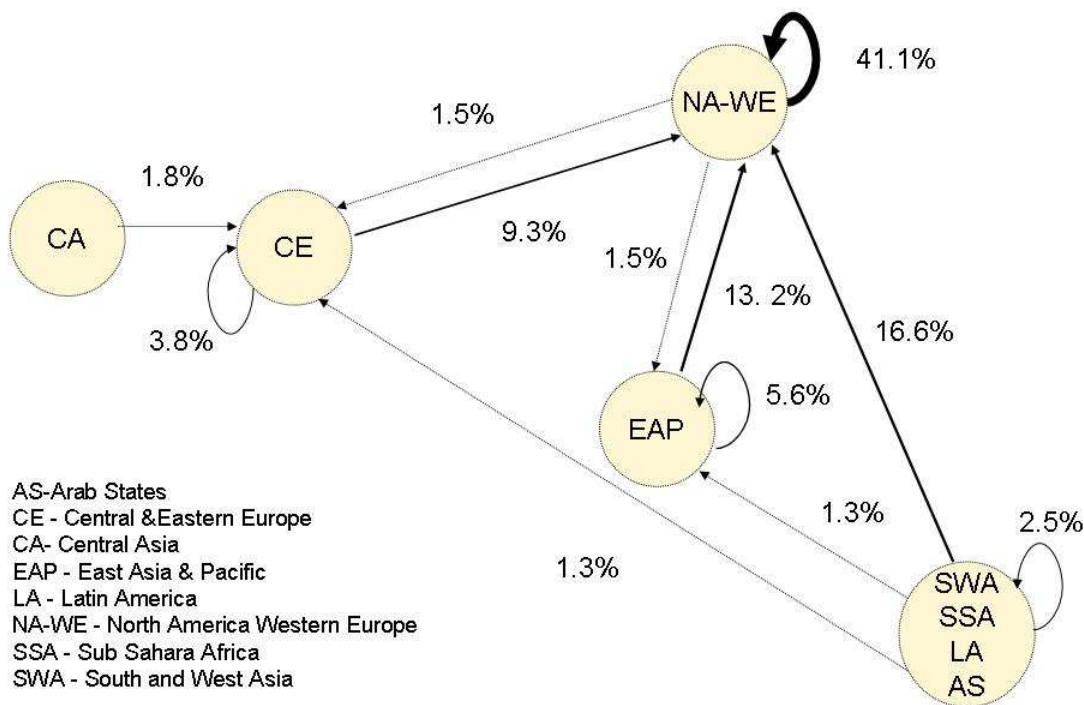 41.1%
NA-WE
1.5%
1.8%
CA
CE
9.3%
1.5%
13. 2%
3.8%
16.6%
5.6%
EAP
AS-Arab States
CE - Central &Eastern Europe
CA- Central Asia
EAP - East Asia & Pacific
LA - Latin America
NA-WE - North America Western Europe
SSA - Sub Sahara Africa
SWA - South and West Asia
1.3%
1.3%
2.5%
SWA
SSA
LA
AS